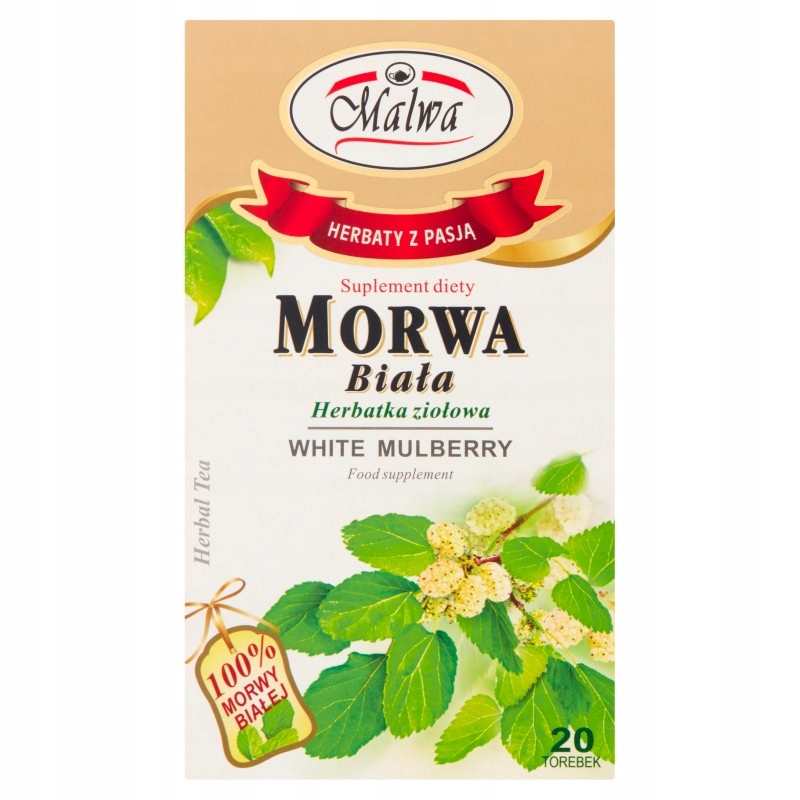 Malwa
HERBATY Z PASJĄ
Suplement diety
MORWA
Biała
Herbatka ziołowa
WHITE MULBERRY
Food supplement
Herbal Tea
100%
MORWY
BIAŁEJ
20
TOREBEK